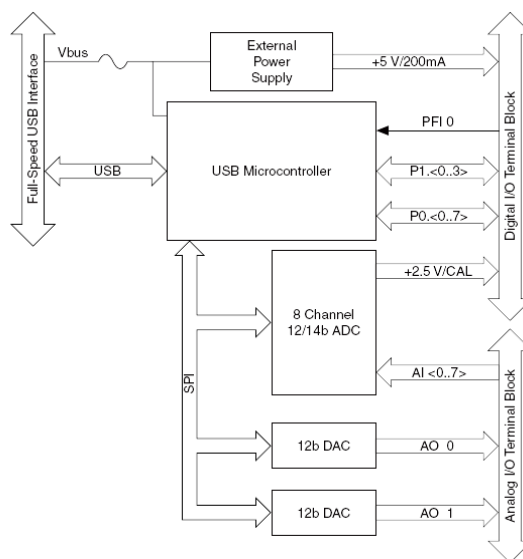 Full-Speed USB Interface
Vbus
External
Power
Supply
+5 V/200mA
PFI 0
USB
USB Microcontroller
P1.<0..3>
P0.<0..7>
Digital I/O Terminal Block
+2.5 V/CAL
8 Channel
12/14b ADC
AI <0..7>
SPI
12b DAC
AO 0
12b DAC
AO 1
Analog I/O Terminal Block